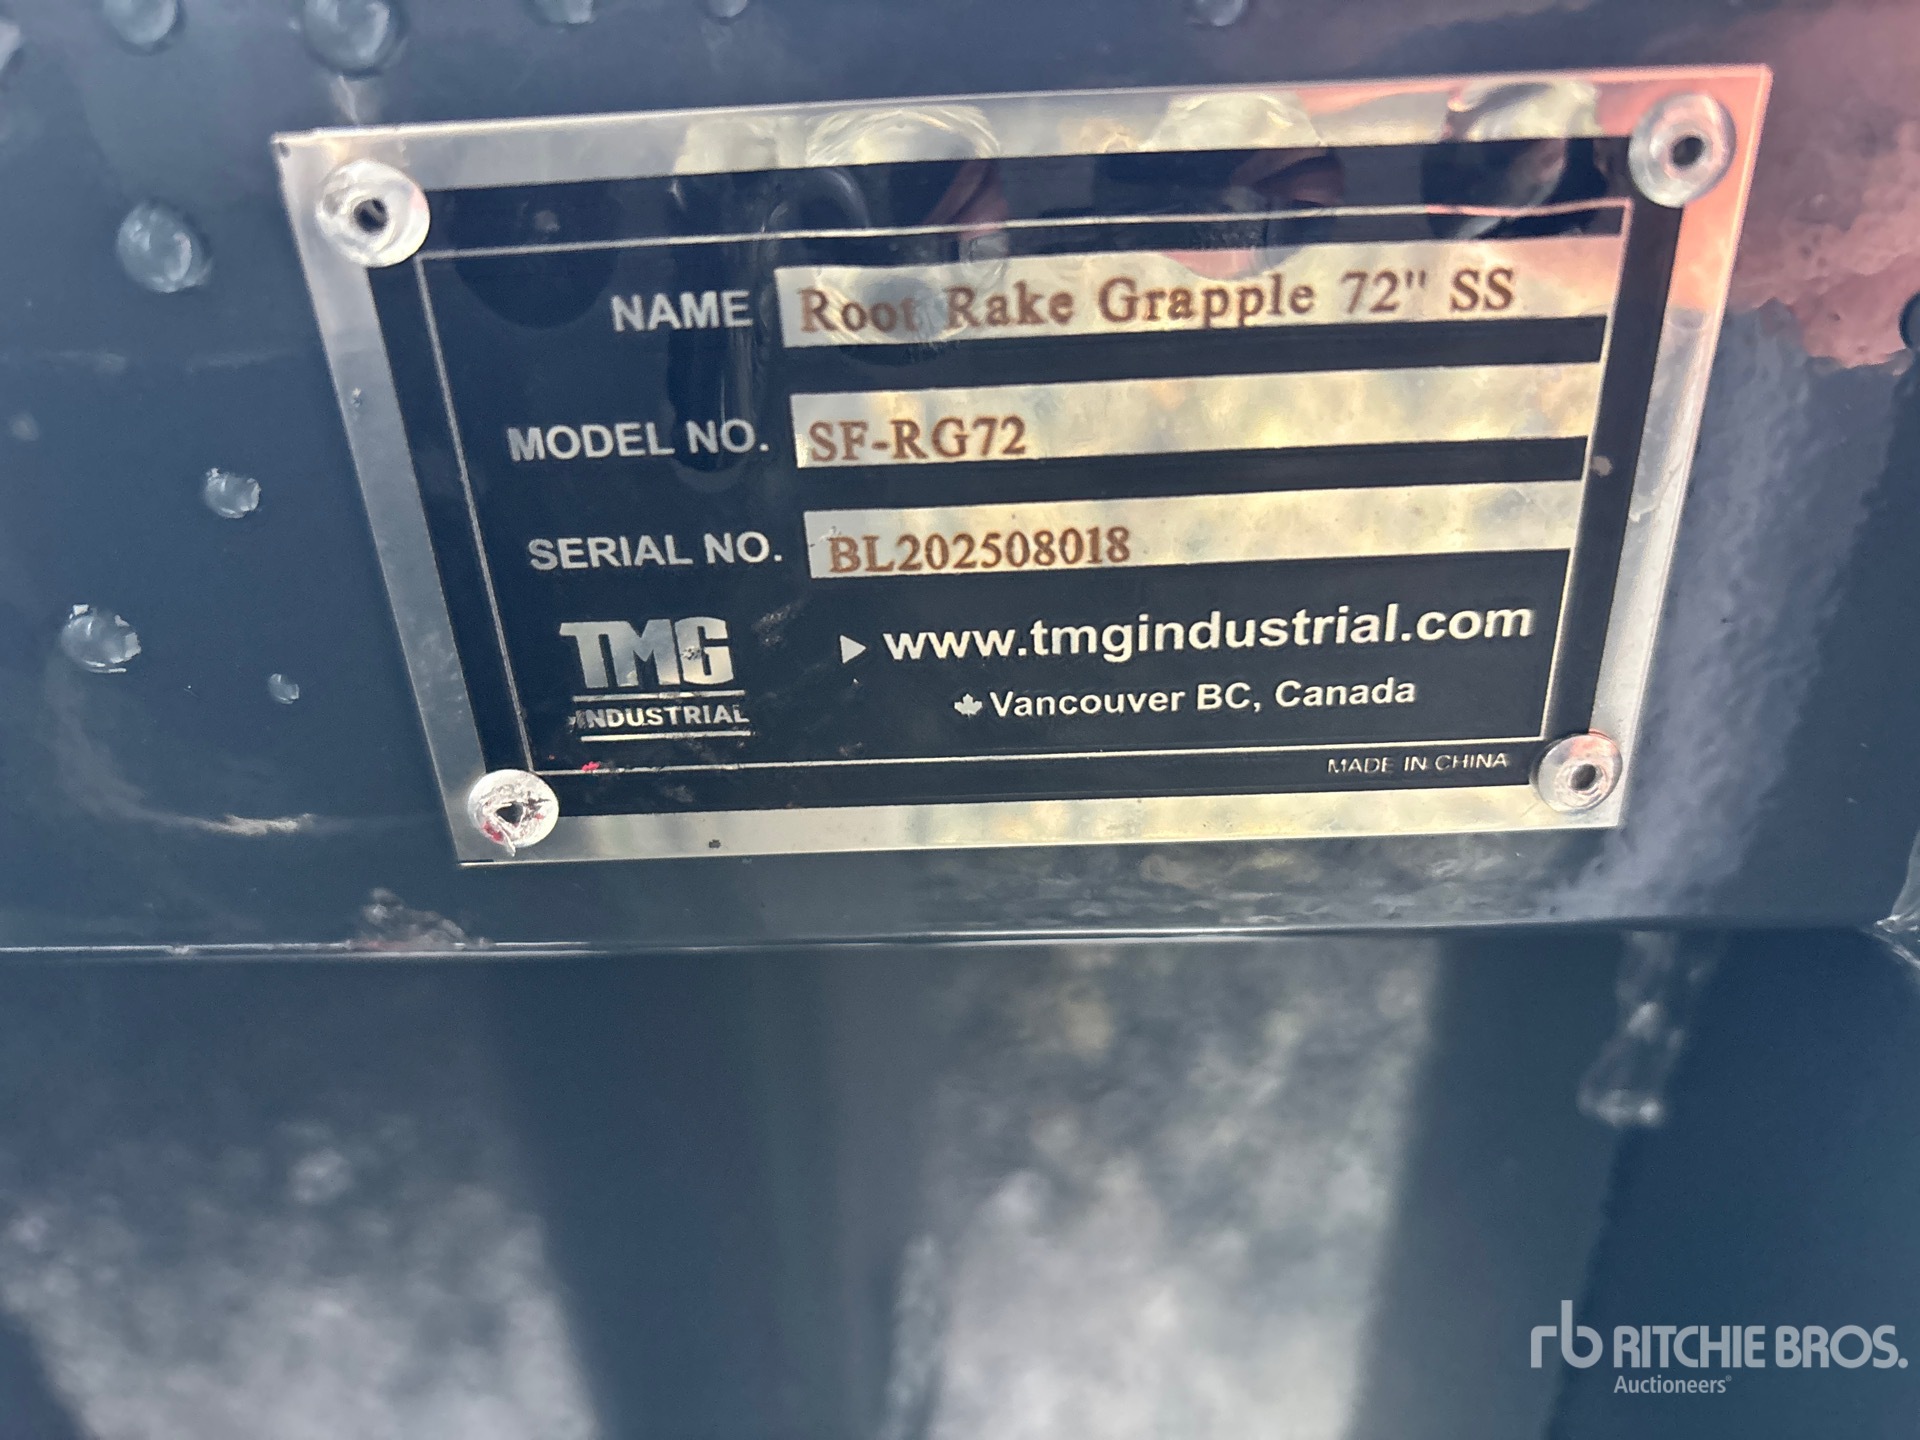 NAME Root Rake Grapple 72" SS
MODEL NO. SF-RG72
SERIAL NO. BL202508018
TMG
INDUSTRIAL
www.tmgindustrial.com
Vancouver BC, Canada
MADE IN CHINA
rb RITCHIE BROS.
Auctioneers®